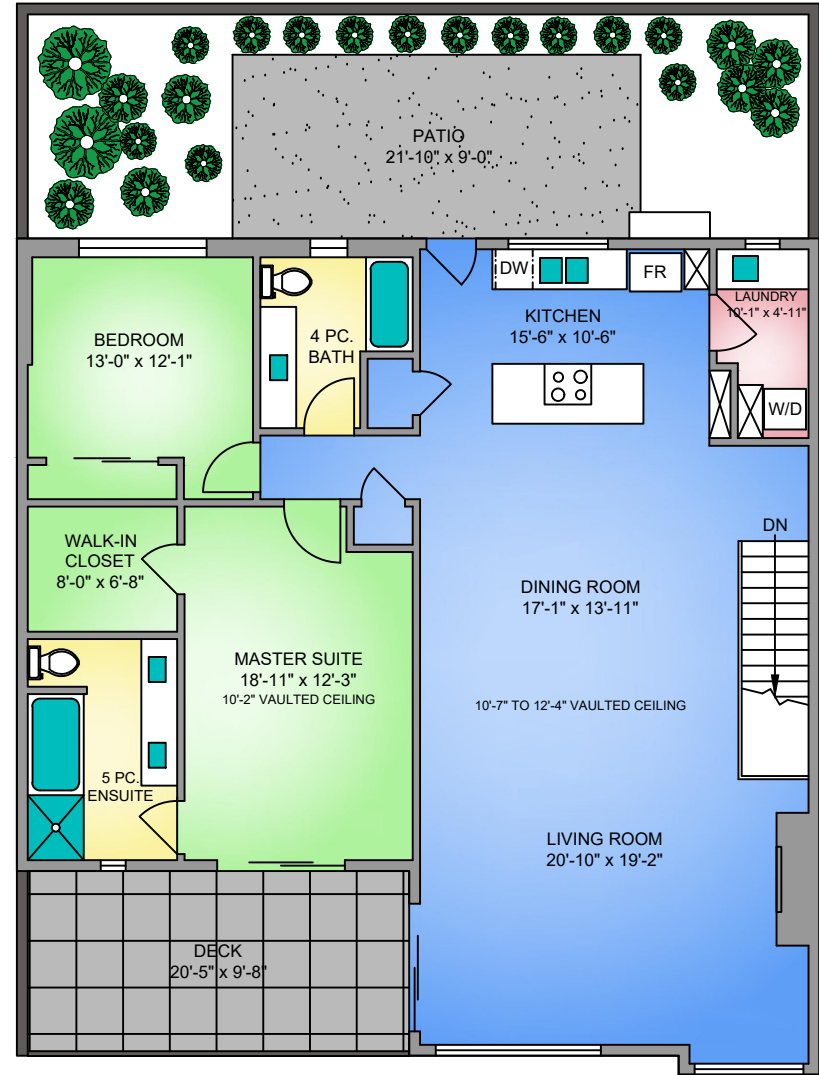 PATIO
21'-10" x 9'-0"
DW
FR
LAUNDRY
10'-1" x 4'-11"
KITCHEN
15'-6" x 10'-6"
4 PC.
BATH
BEDROOM
13'-0" x 12'-1"
W/D
DN
WALK-IN
CLOSET
8'-0" x 6'-8"
DINING ROOM
17'-1" x 13'-11"
MASTER SUITE
18'-11" x 12'-3"
10'-2" VAULTED CEILING
10'-7" TO 12'-4" VAULTED CEILING
5 PC.
ENSUITE
LIVING ROOM
20'-10" x 19'-2"
DECK
20'-5" x 9'-8"